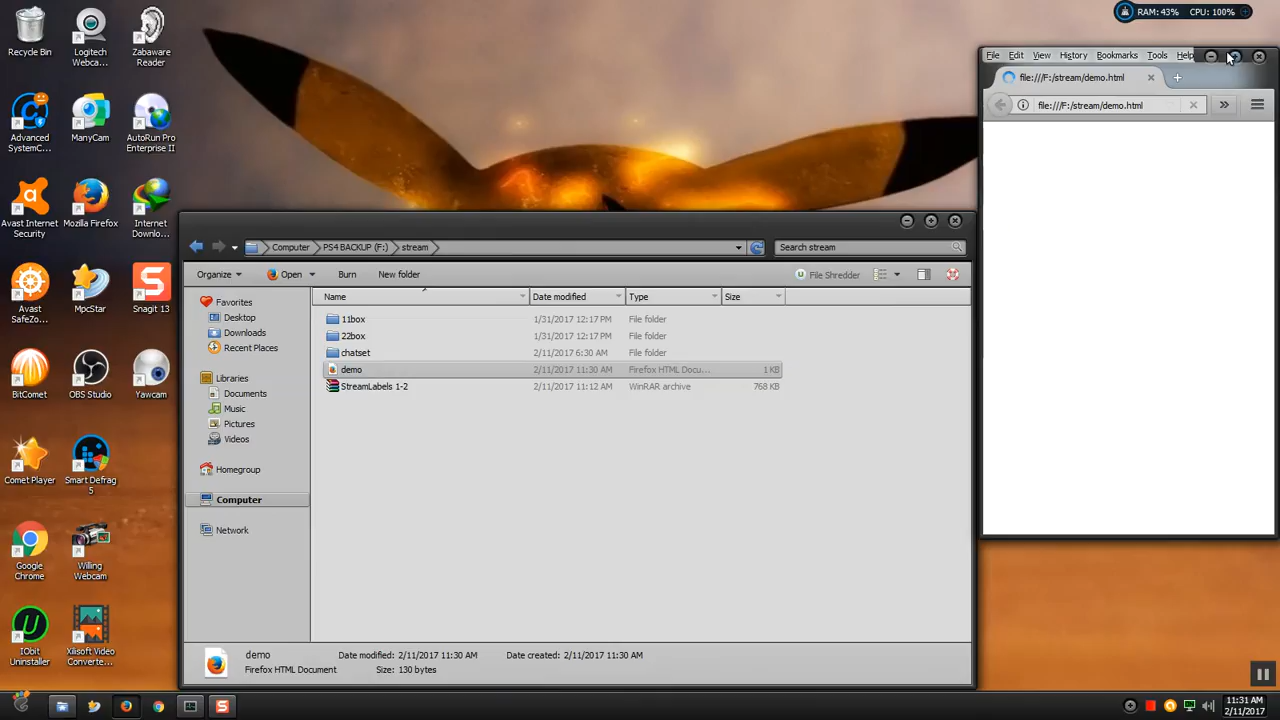 RAM: 43% CPU: 100%
Recycle Bin
Logitech Webca...
Zabaware Reader
Advanced SystemC...
ManyCam
AutoRun Pro Enterprise II
Avast Internet Security
Mozilla Firefox
Internet Downlo...
Avast SafeZo...
MpcStar
Snagit 13
BitComet
OBS Studio
Yawcam
Comet Player
Smart Defrag 5
Google Chrome
Willing Webcam
IObit Uninstaller
Xilisoft Video Converte...
File Edit View History Bookmarks Tools Help
file:///F:/stream/demo.html
file:///F:/stream/demo.html
Computer PS4 BACKUP (F:) stream
Search stream
Organize Open Burn New folder File Shredder
Favorites
Desktop
Downloads
Recent Places
Libraries
Documents
Music
Pictures
Videos
Homegroup
Computer
Network
Name Date modified Type Size
11box 1/31/2017 12:17 PM File folder
22box 1/31/2017 12:17 PM File folder
chatset 2/11/2017 6:30 AM File folder
demo 2/11/2017 11:30 AM Firefox HTML Docu... 1 KB
StreamLabels 1-2 2/11/2017 11:12 AM WinRAR archive 768 KB
demo Date modified: 2/11/2017 11:30 AM Date created: 2/11/2017 11:30 AM
Firefox HTML Document Size: 130 bytes
11:31 AM
2/11/2017